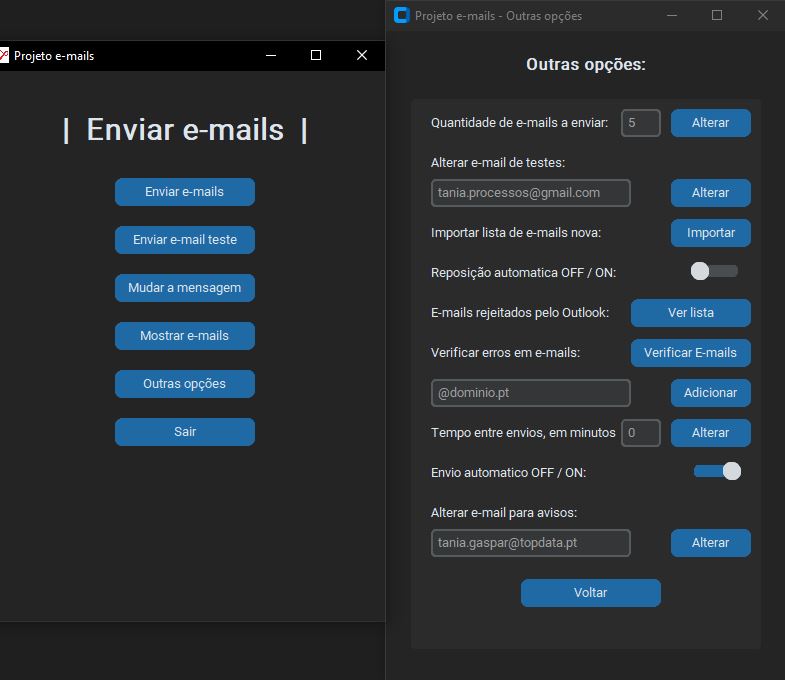 Projeto e-mails
| Enviar e-mails |
Enviar e-mails
Enviar e-mail teste
Mudar a mensagem
Mostrar e-mails
Outras opções
Sair
Projeto e-mails - Outras opções
Outras opções:
Quantidade de e-mails a enviar: 5 Alterar
Alterar e-mail de testes:
tania.processos@gmail.com Alterar
Importar lista de e-mails nova: Importar
Reposição automatica OFF / ON:
E-mails rejeitados pelo Outlook: Ver lista
Verificar erros em e-mails: Verificar E-mails
@dominio.pt Adicionar
Tempo entre envios, em minutos 0 Alterar
Envio automatico OFF / ON:
Alterar e-mail para avisos:
tania.gaspar@topdata.pt Alterar
Voltar